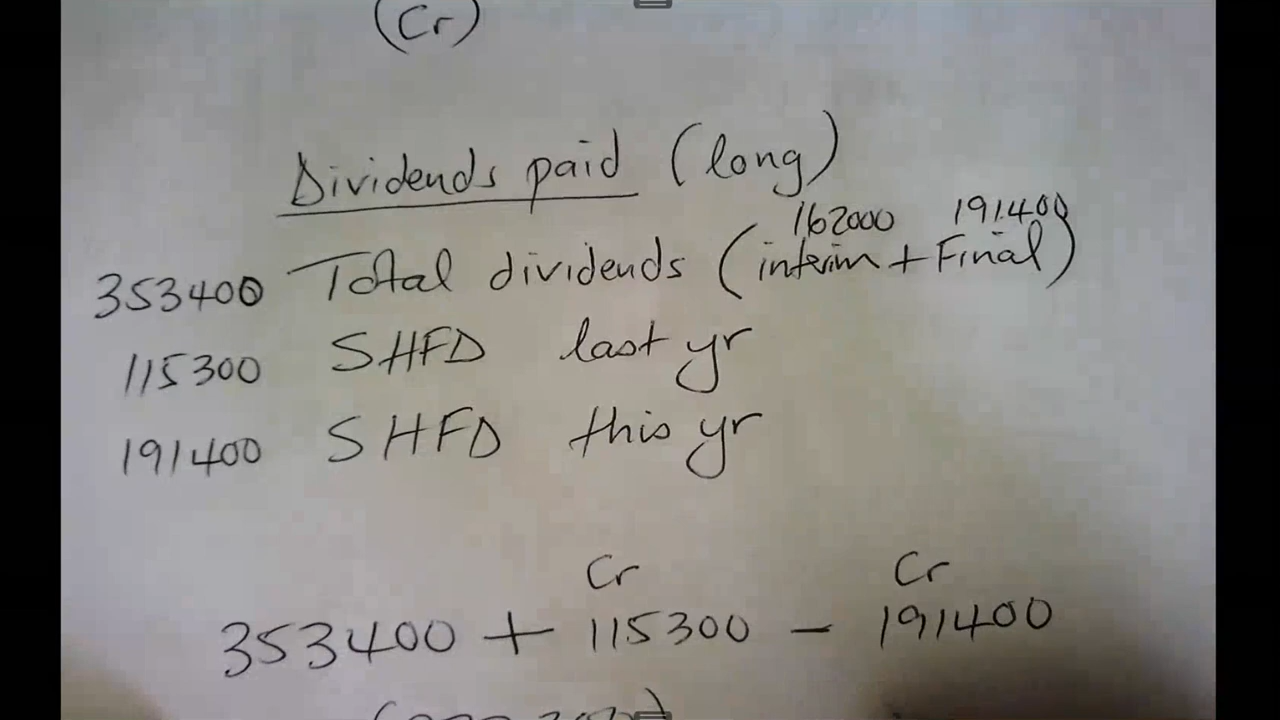 (Cr)
Dividends paid (long)
162000 191400
353400 Total dividends (interim + Final)
115300 SHFD last yr
191400 SHFD this yr
Cr Cr
353400 + 115300 - 191400